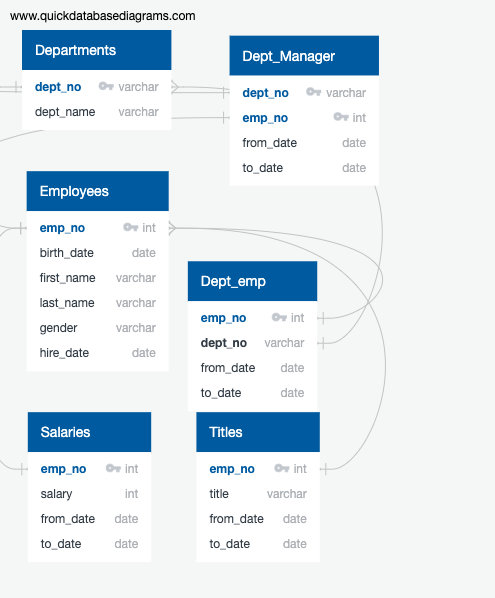 www.quickdatabasediagrams.com
Departments
dept_no varchar
dept_name varchar
Dept_Manager
dept_no varchar
emp_no int
from_date date
to_date date
Employees
emp_no int
birth_date date
first_name varchar
last_name varchar
gender varchar
hire_date date
Dept_emp
emp_no int
dept_no varchar
from_date date
to_date date
Salaries
emp_no int
salary int
from_date date
to_date date
Titles
emp_no int
title varchar
from_date date
to_date date